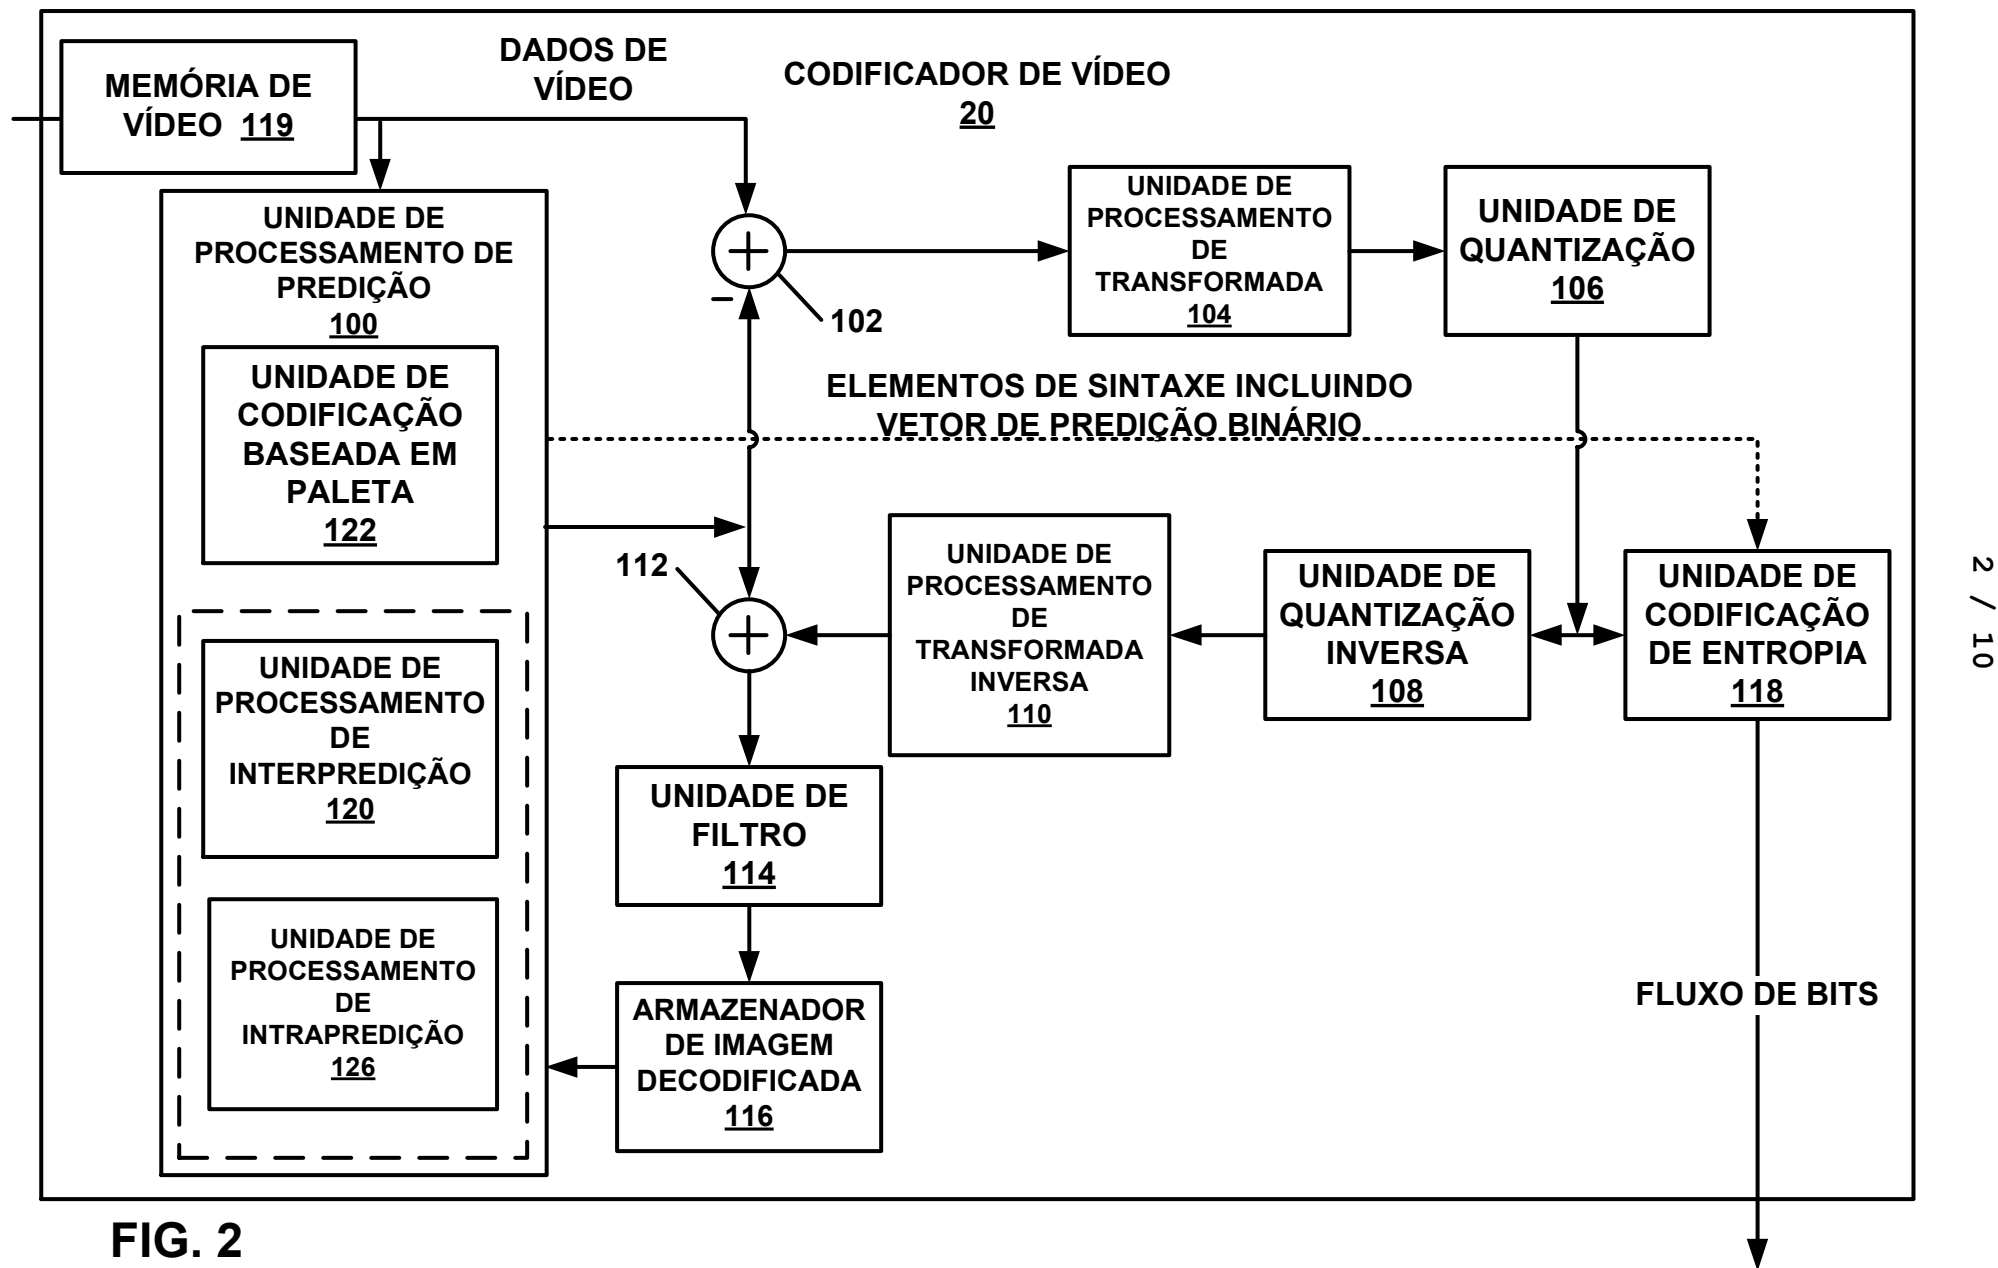 MEMÓRIA DE
VÍDEO 119
DADOS DE
VÍDEO
CODIFICADOR DE VÍDEO
20
UNIDADE DE
PROCESSAMENTO DE
PREDIÇÃO
100
UNIDADE DE
CODIFICAÇÃO
BASEADA EM
PALETA
122
UNIDADE DE
PROCESSAMENTO
DE
INTERPREDIÇÃO
120
UNIDADE DE
PROCESSAMENTO
DE
INTRAPREDIÇÃO
126
–
102
UNIDADE DE
PROCESSAMENTO
DE
TRANSFORMADA
104
UNIDADE DE
QUANTIZAÇÃO
106
ELEMENTOS DE SINTAXE INCLUINDO
VETOR DE PREDIÇÃO BINÁRIO
112
UNIDADE DE
PROCESSAMENTO
DE
TRANSFORMADA
INVERSA
110
UNIDADE DE
QUANTIZAÇÃO
INVERSA
108
UNIDADE DE
CODIFICAÇÃO
DE ENTROPIA
118
UNIDADE DE
FILTRO
114
ARMAZENADOR
DE IMAGEM
DECODIFICADA
116
FLUXO DE BITS
FIG. 2
2 / 10